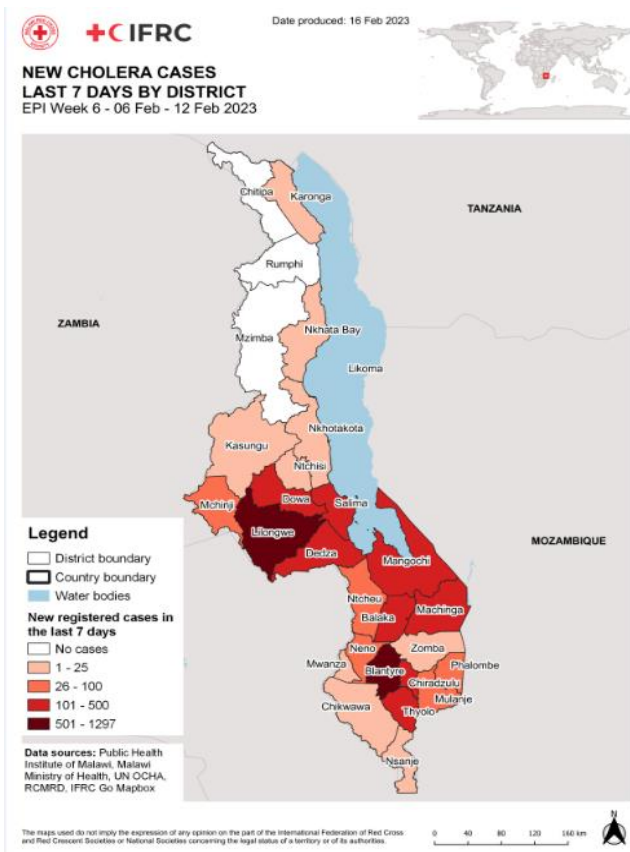 IFRC
Date produced: 16 Feb 2023
NEW CHOLERA CASES
LAST 7 DAYS BY DISTRICT
EPI Week 6 - 06 Feb - 12 Feb 2023
Chitipa
Karonga
TANZANIA
Rumphi
ZAMBIA
Mzimba
Nkhata Bay
Likoma
Nkhotakota
Kasungu
Ntchisi
Mchinji
Dowa
Salima
Lilongwe
Dedza
Mangochi
MOZAMBIQUE
Ntcheu
Balaka
Machinga
Neno
Zomba
Mwanza
Blantyre
Phalombe
Chiradzulu
Mulanje
Chikwawa
Thyolo
Nsanje
Legend
District boundary
Country boundary
Water bodies
New registered cases in
the last 7 days
No cases
1 - 25
26 - 100
101 - 500
501 - 1297
Data sources: Public Health
Institute of Malawi, Malawi
Ministry of Health, UN OCHA,
RCMRD, IFRC Go Mapbox
The maps used do not imply the expression of any opinion on the part of the International Federation of Red Cross
and Red Crescent Societies or National Societies concerning the legal status of a territory or of its authorities.
0 40 80 120 160 km
N